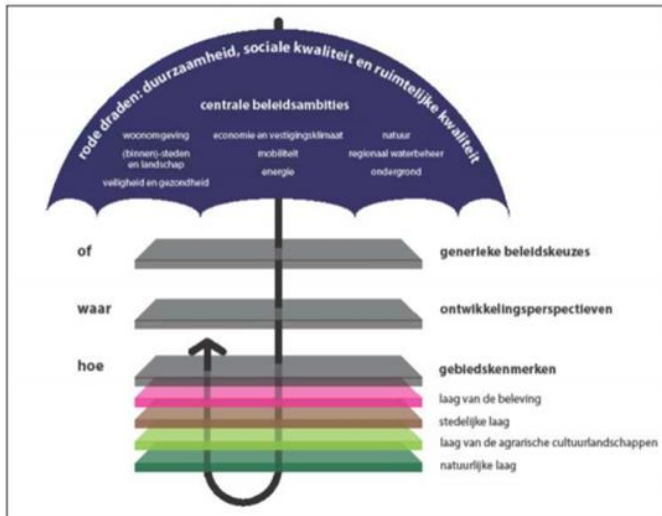 rode draden: duurzaamheid, sociale kwaliteit en ruimtelijke kwaliteit
centrale beleidsambities
woonomgeving
(binnen)-steden
en landschap
veiligheid en gezondheid
economie en vestigingsklimaat
mobiliteit
energie
natuur
regionaal waterbeheer
ondergrond
of
generieke beleidskeuzes
waar
ontwikkelingsperspectieven
hoe
gebiedskenmerken
laag van de beleving
stedelijke laag
laag van de agrarische cultuurlandschappen
natuurlijke laag